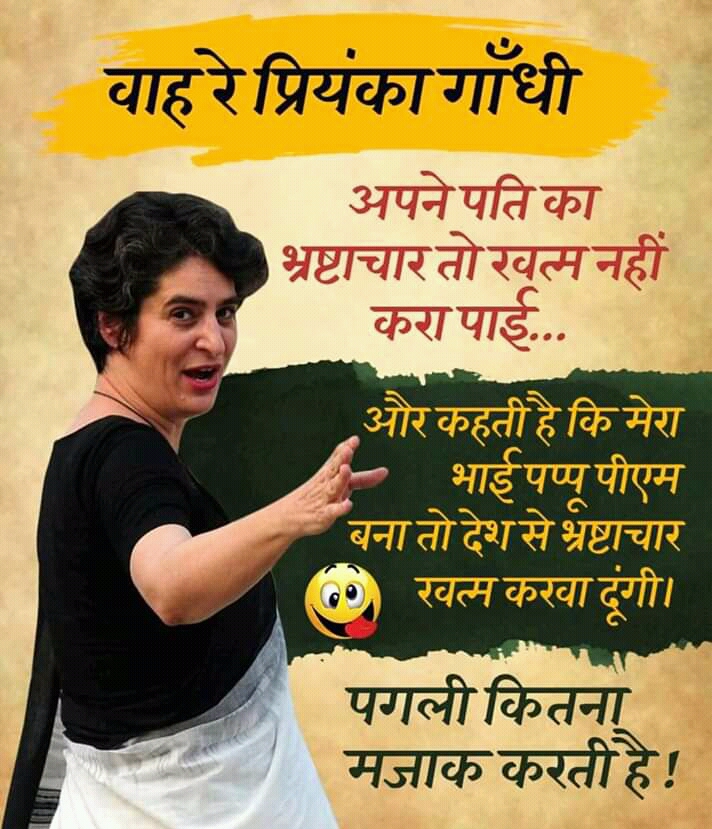 वाह रे प्रियंका गाँधी
अपने पति का
भ्रष्टाचार तो खत्म नहीं
करा पाई...
और कहती है कि मेरा
भाई पप्पू पीएम
बना तो देश से भ्रष्टाचार
खत्म करवा दूंगी।
पगली कितना
मजाक करती है!